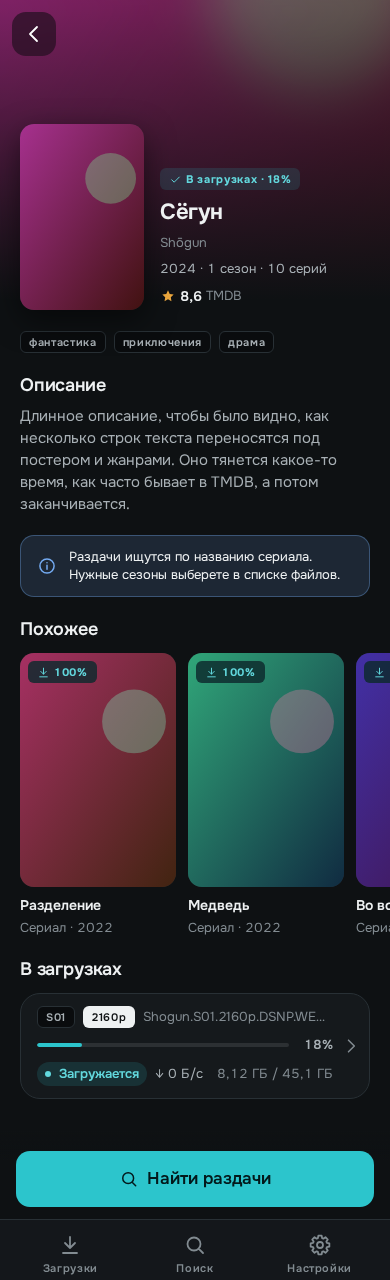 В загрузках · 18%
Сёгун
Shōgun
2024 · 1 сезон · 10 серий
8,6 TMDB
фантастика приключения драма
Описание
Длинное описание, чтобы было видно, как
несколько строк текста переносятся под
постером и жанрами. Оно тянется какое-то
время, как часто бывает в TMDB, а потом
заканчивается.
Раздачи ищутся по названию сериала.
Нужные сезоны выберете в списке файлов.
Похожее
100% 100%
Разделение Медведь Во
Сериал · 2022 Сериал · 2022
В загрузках
S01 2160p Shogun.S01.2160p.DSNP.WE...
18%
Загружается ↓ 0 Б/с 8,12 ГБ / 45,1 ГБ
Найти раздачи
Загрузки Поиск Настройки